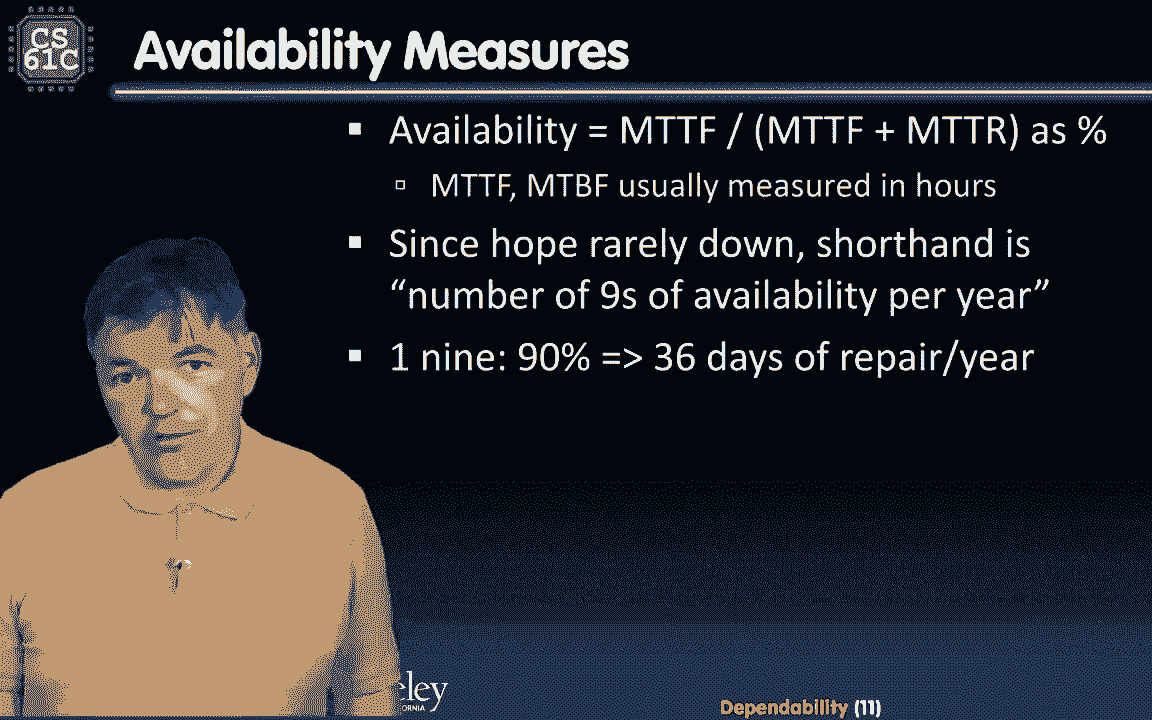 CS
61C
Availability Measures
▪ Availability = MTTF / (MTTF + MTTR) as %
▫ MTTF, MTBF usually measured in hours
▪ Since hope rarely down, shorthand is
“number of 9s of availability per year”
▪ 1 nine: 90% => 36 days of repair/year
eley
ORNIA
Dependability (11)